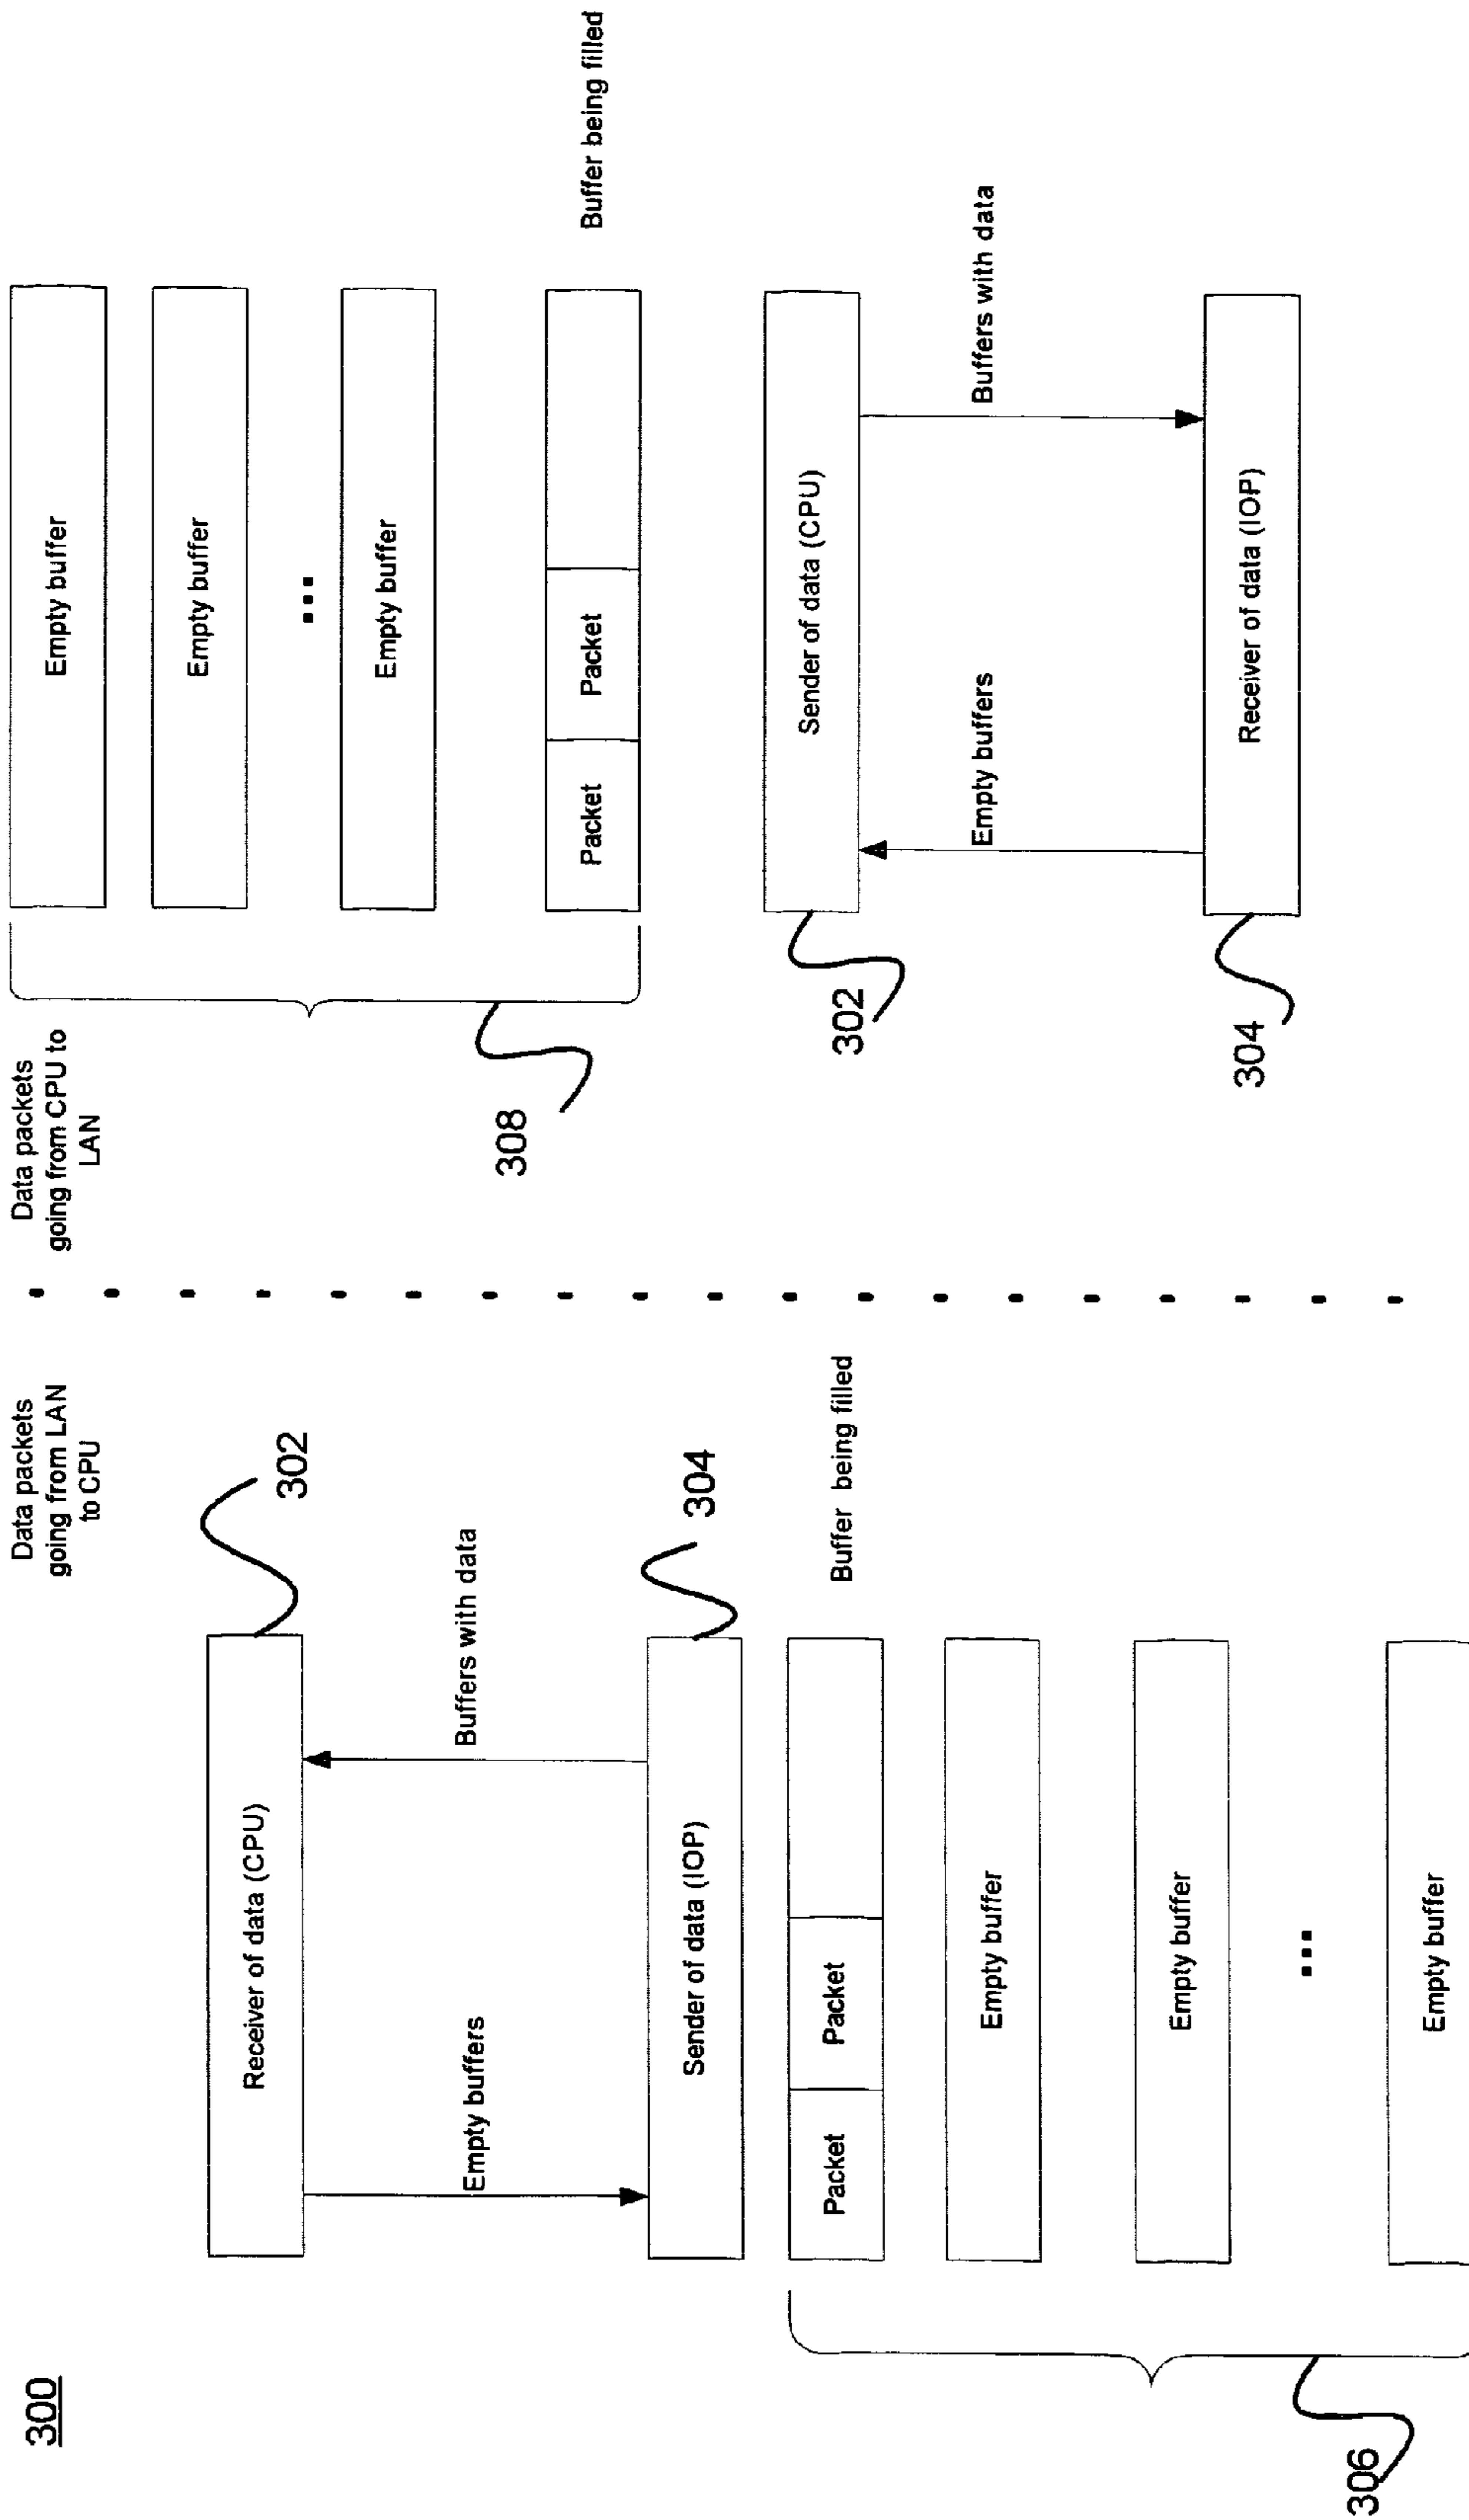 300
Data packets
going from LAN
to CPU
302
Receiver of data (CPU)
Empty buffers
Buffers with data
304
Sender of data (IOP)
Packet
Packet
Buffer being filled
Empty buffer
Empty buffer
...
Empty buffer
306
Data packets
going from CPU to
LAN
Empty buffer
Empty buffer
...
Empty buffer
308
Packet
Packet
Buffer being filled
Sender of data (CPU)
302
Empty buffers
Buffers with data
Receiver of data (IOP)
304